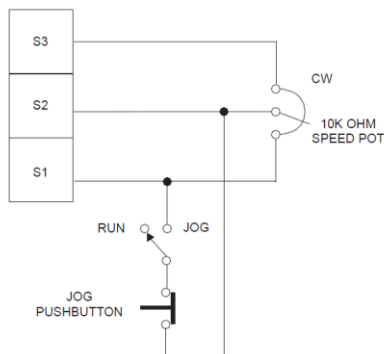 S3
CW
S2
10K OHM
SPEED POT
S1
RUN
JOG
JOG
PUSHBUTTON